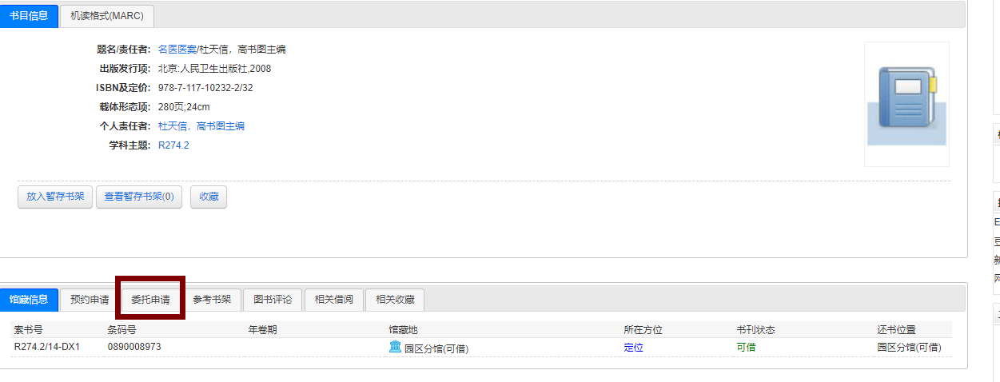 书目信息 机读格式(MARC)
题名/责任者: 名医医案/杜天信，高书图主编
出版发行项: 北京:人民卫生出版社,2008
ISBN及定价: 978-7-117-10232-2/32
载体形态项: 280页;24cm
个人责任者: 杜天信，高书图主编
学科主题: R274.2
放入暂存书架 查看暂存书架(0) 收藏
馆藏信息 预约申请 委托申请 参考书架 图书评论 相关借阅 相关收藏
索书号 条码号 年卷期 馆藏地 所在方位 书刊状态 还书位置
R274.2/14-DX1 0890008973 园区分馆(可借) 定位 可借 园区分馆(可借)
E
豆
新
网